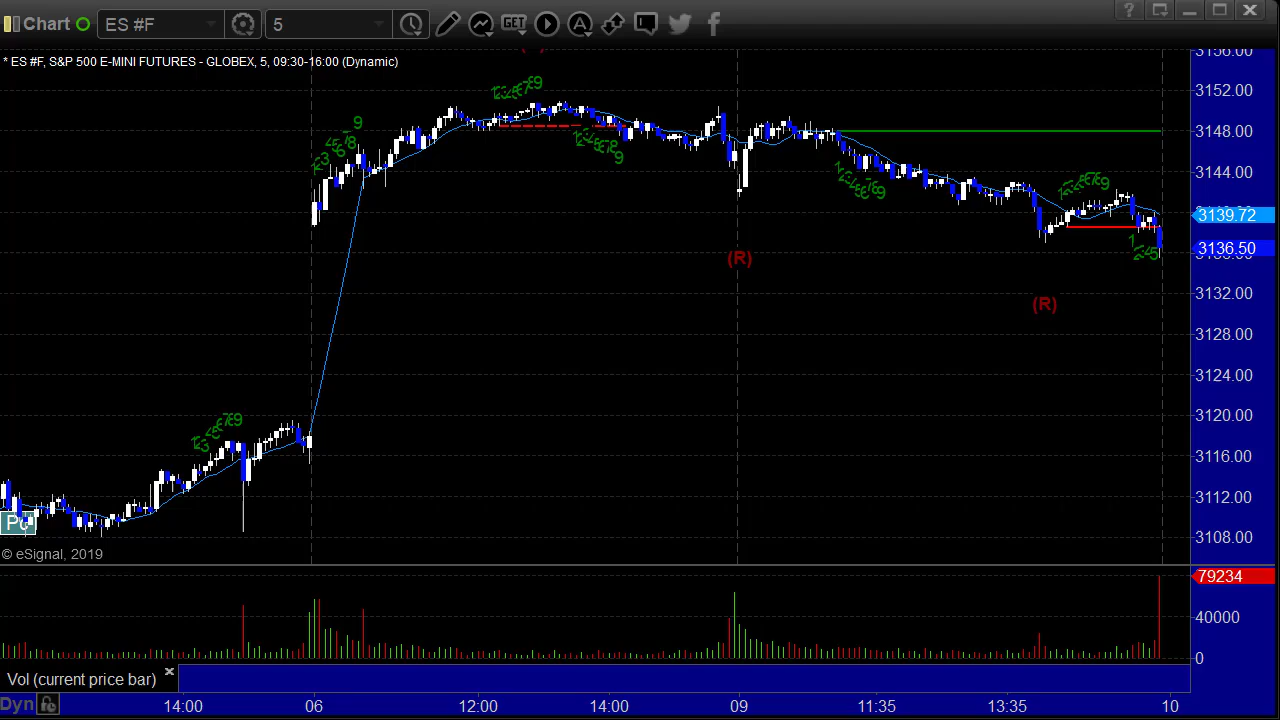 Chart ES #F 5 GET A ?
* ES #F, S&P 500 E-MINI FUTURES - GLOBEX, 5, 09:30-16:00 (Dynamic)
3156.00
3152.00
3148.00
3144.00
3139.72
3136.50
3132.00
3128.00
3124.00
3120.00
3116.00
3112.00
3108.00
(R)
(R)
© eSignal, 2019
79234
40000
0
Vol (current price bar) ×
Dyn 14:00 06 12:00 14:00 09 11:35 13:35 10